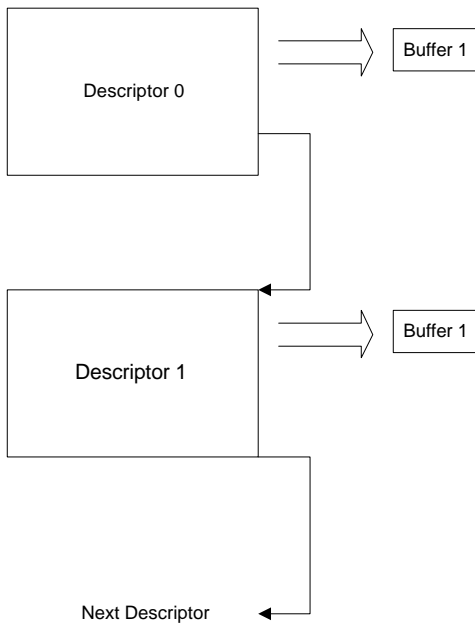 Descriptor 0
Buffer 1
Descriptor 1
Buffer 1
Next Descriptor